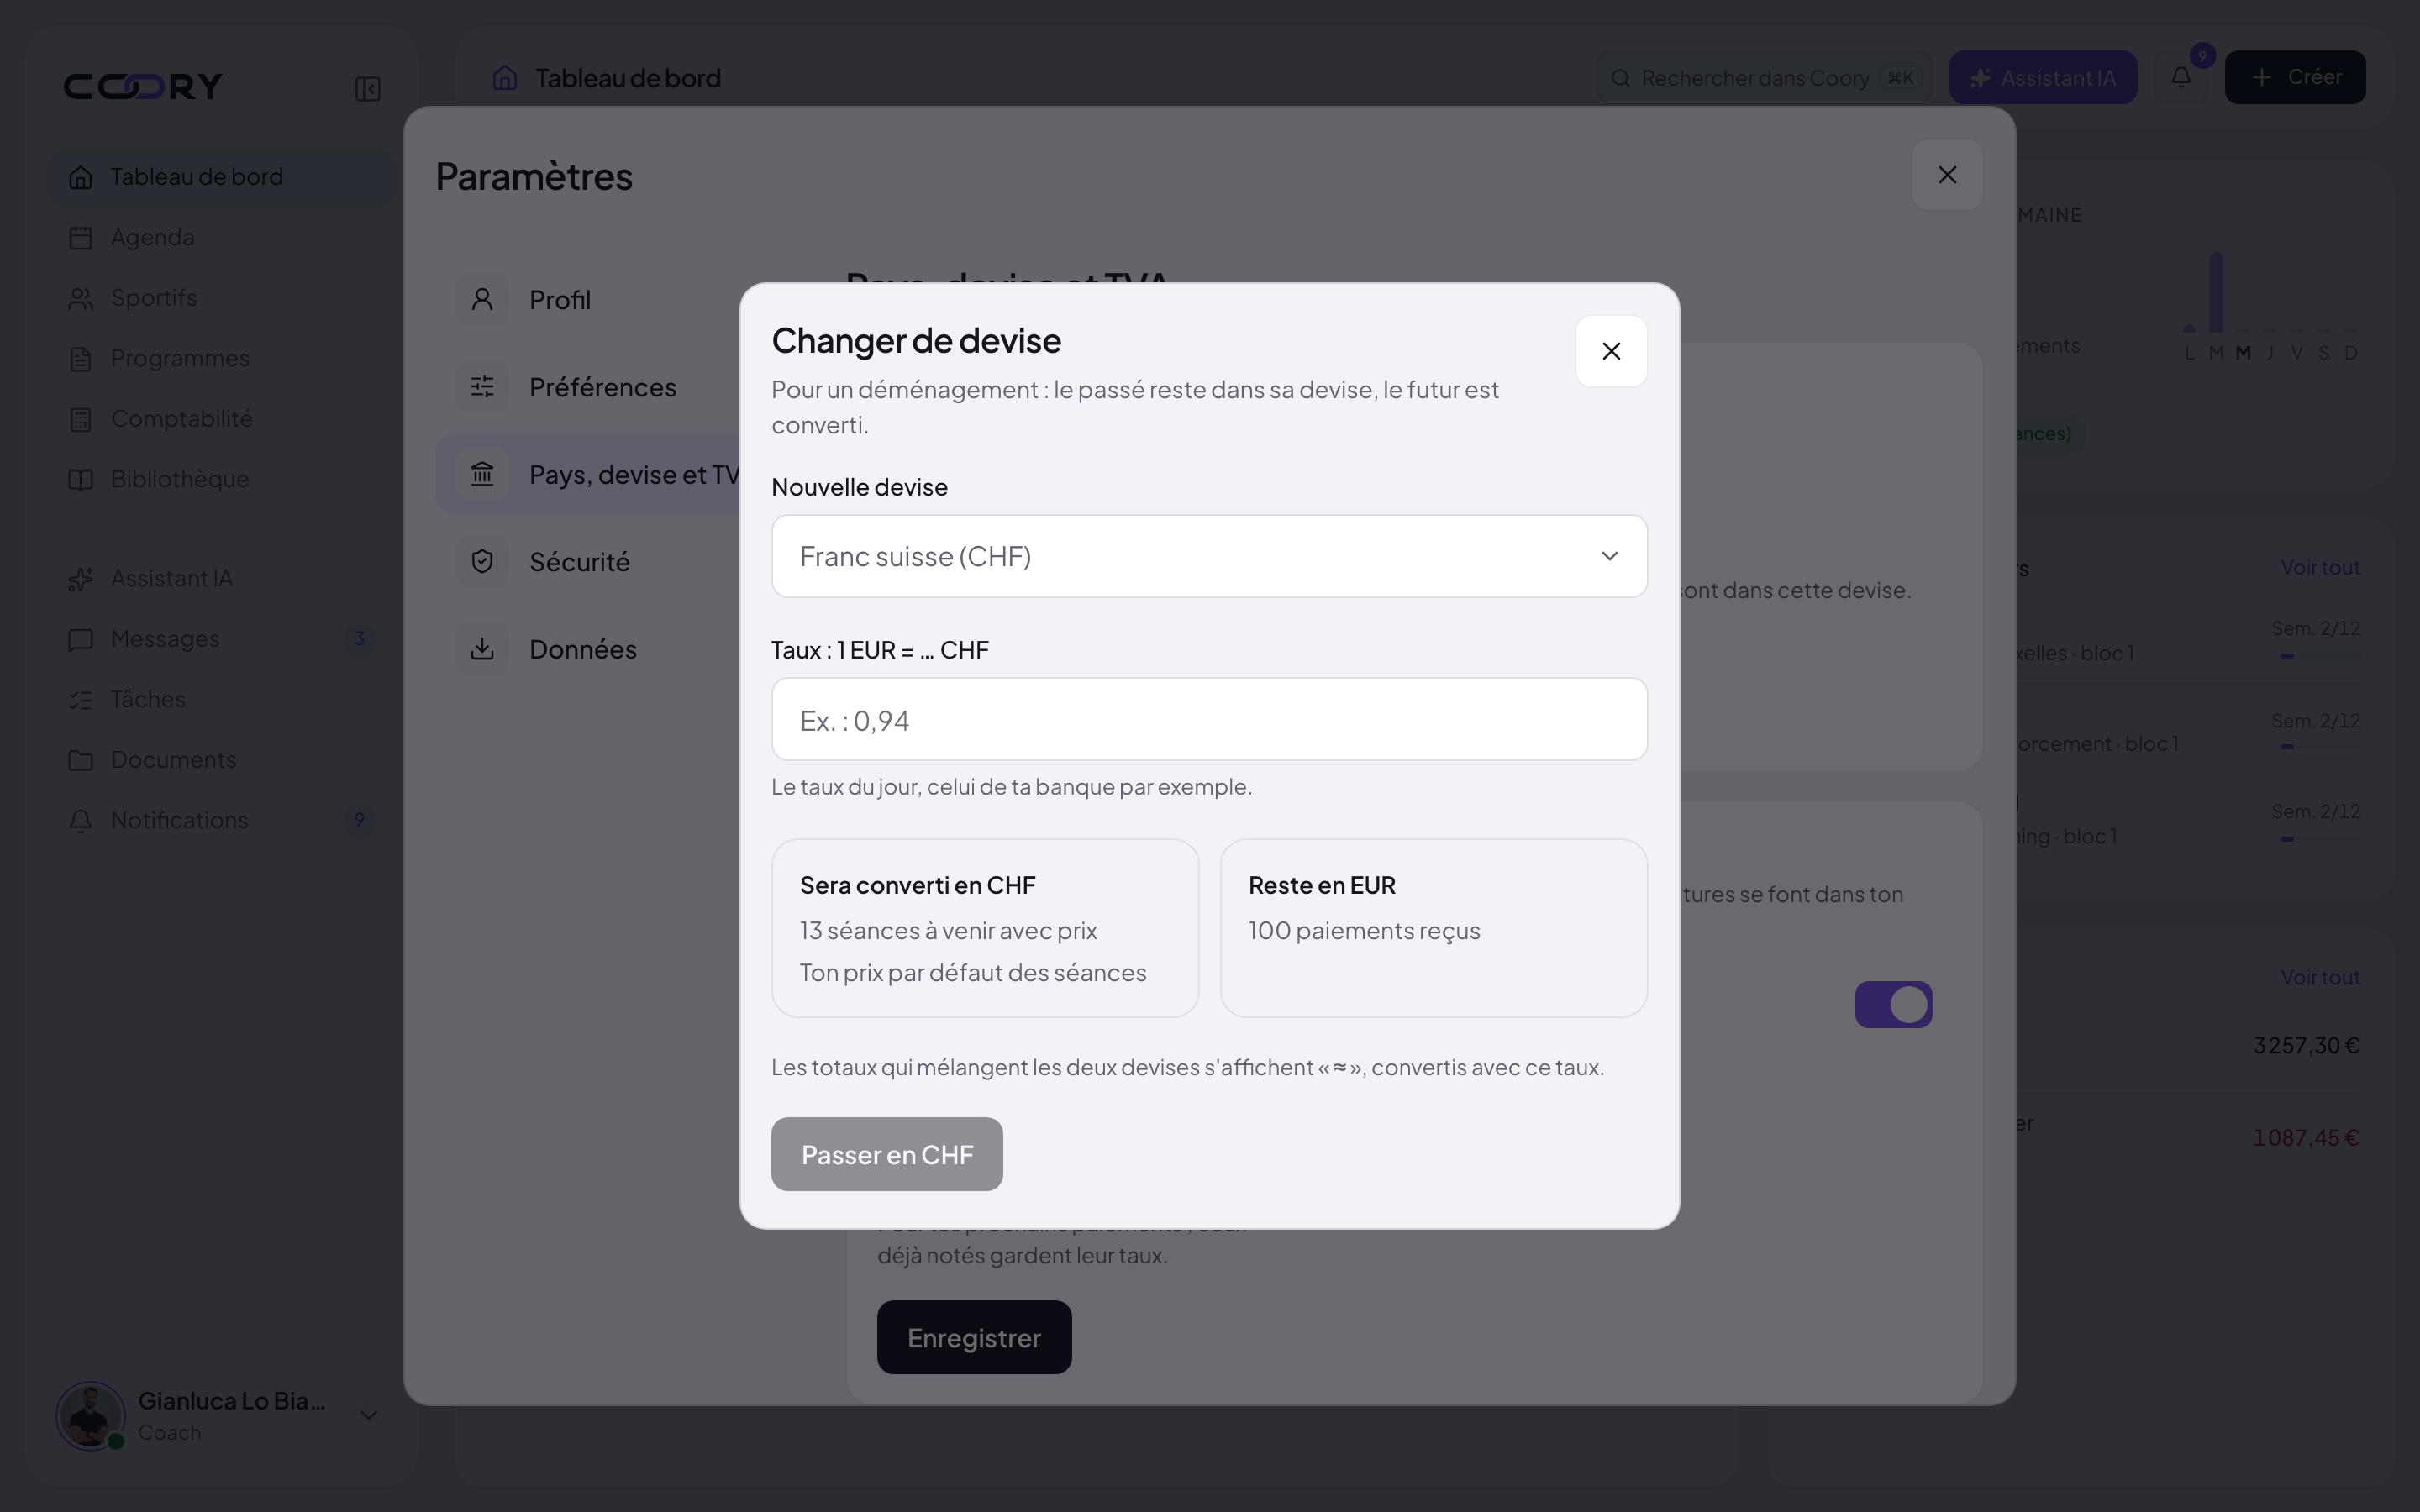 COORY
Tableau de bord
Agenda
Sportifs
Programmes
Comptabilité
Bibliothèque
Assistant IA
Messages
3
Tâches
Documents
Notifications
9
Gianluca Lo Bia...
Coach
Tableau de bord
Rechercher dans Coory
⌘K
Assistant IA
9
Créer
Paramètres
Profil
Préférences
Pays, devise et TV
Sécurité
Données
Pays, devise et TVA
Changer de devise
Pour un déménagement : le passé reste dans sa devise, le futur est
converti.
Nouvelle devise
Franc suisse (CHF)
Taux : 1 EUR = ... CHF
Ex. : 0,94
Le taux du jour, celui de ta banque par exemple.
Sera converti en CHF
13 séances à venir avec prix
Ton prix par défaut des séances
Reste en EUR
100 paiements reçus
Les totaux qui mélangent les deux devises s'affichent « ≈ », convertis avec ce taux.
Passer en CHF
sont dans cette devise.
tures se font dans ton
déjà notés gardent leur taux.
Enregistrer
MAINE
ements
L M M J V S D
ances)
rs
Voir tout
Sem. 2/12
xelles · bloc 1
Sem. 2/12
orcement · bloc 1
Sem. 2/12
ning · bloc 1
Voir tout
3 257,30 €
er
1 087,45 €